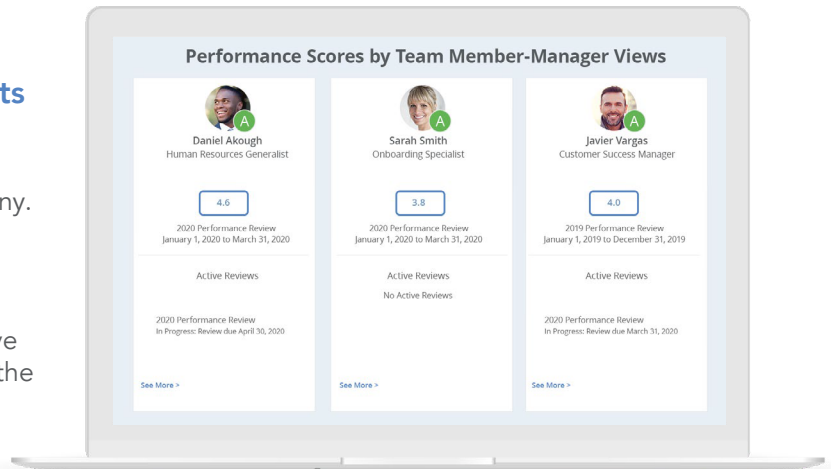 ts
ny.
ve
the
Performance Scores by Team Member-Manager Views
A
Daniel Akough
Human Resources Generalist
4.6
2020 Performance Review
January 1, 2020 to March 31, 2020
Active Reviews
2020 Performance Review
In Progress: Review due April 30, 2020
See More >
A
Sarah Smith
Onboarding Specialist
3.8
2020 Performance Review
January 1, 2020 to March 31, 2020
Active Reviews
No Active Reviews
See More >
A
Javier Vargas
Customer Success Manager
4.0
2019 Performance Review
January 1, 2019 to December 31, 2019
Active Reviews
2020 Performance Review
In Progress: Review due March 31, 2020
See More >